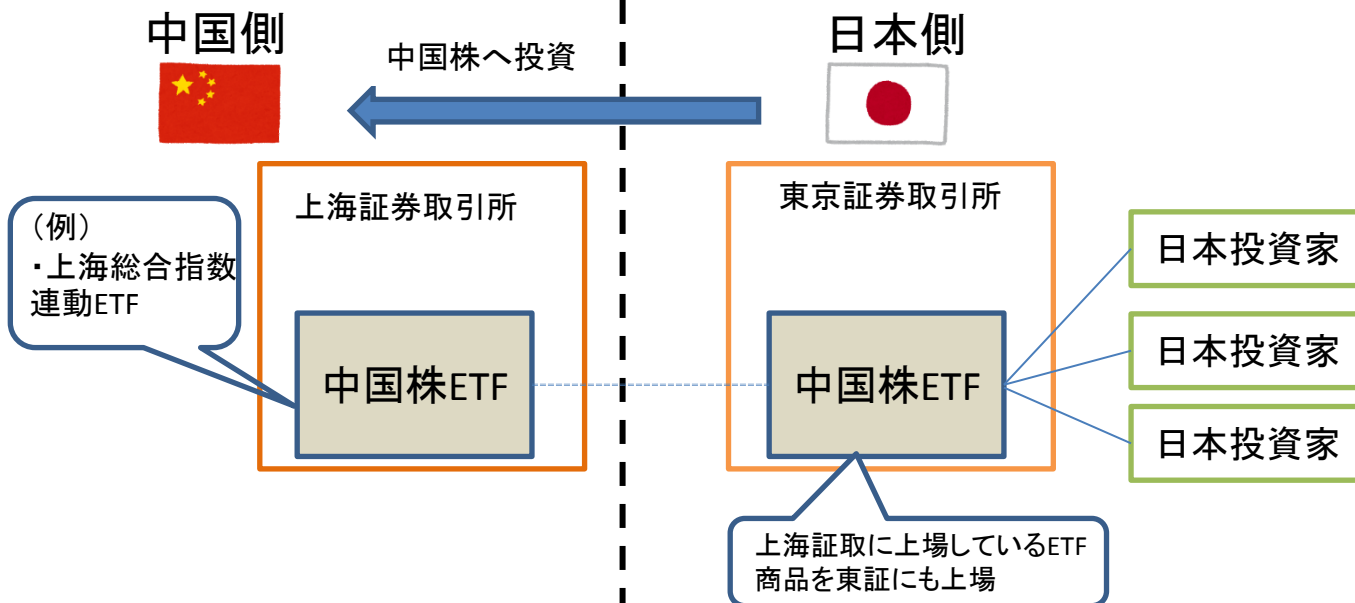 中国側
中国株へ投資
日本側
上海証券取引所
東京証券取引所
（例）
・上海総合指数
連動ETF
中国株ETF
中国株ETF
日本投資家
日本投資家
日本投資家
上海証取に上場しているETF
商品を東証にも上場